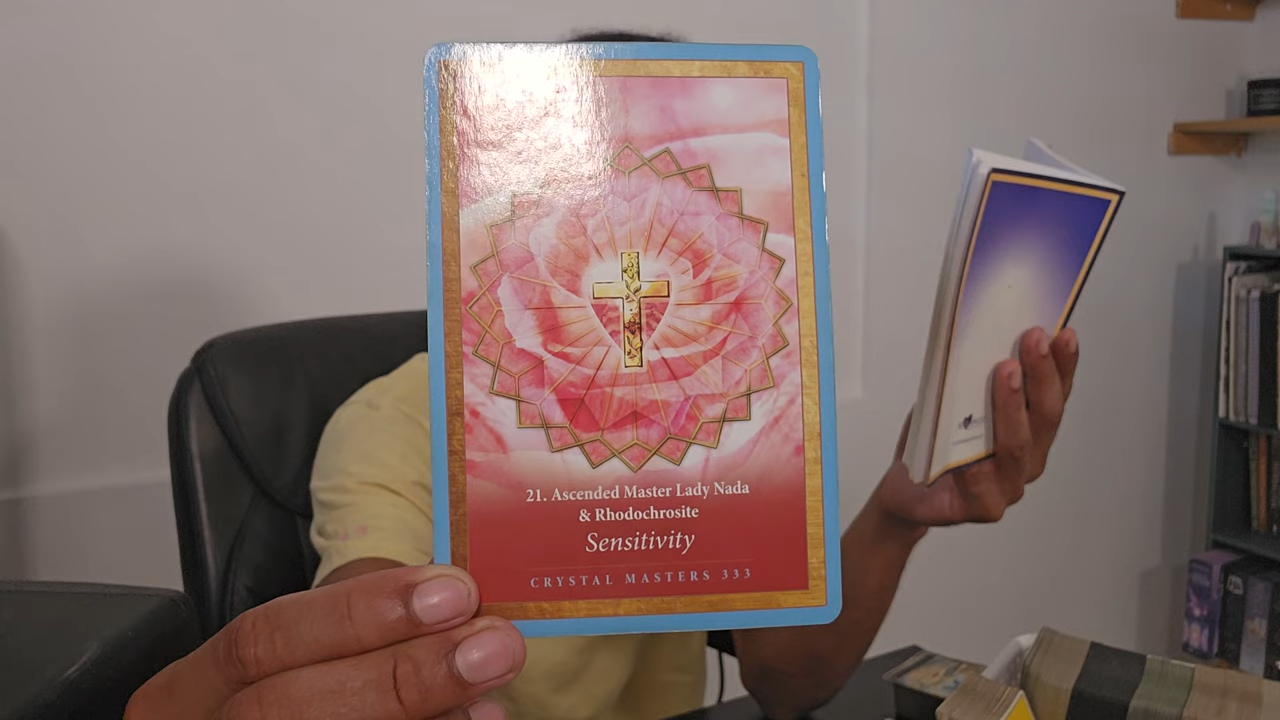 21. Ascended Master Lady Nada
& Rhodochrosite
Sensitivity
CRYSTAL MASTERS 333